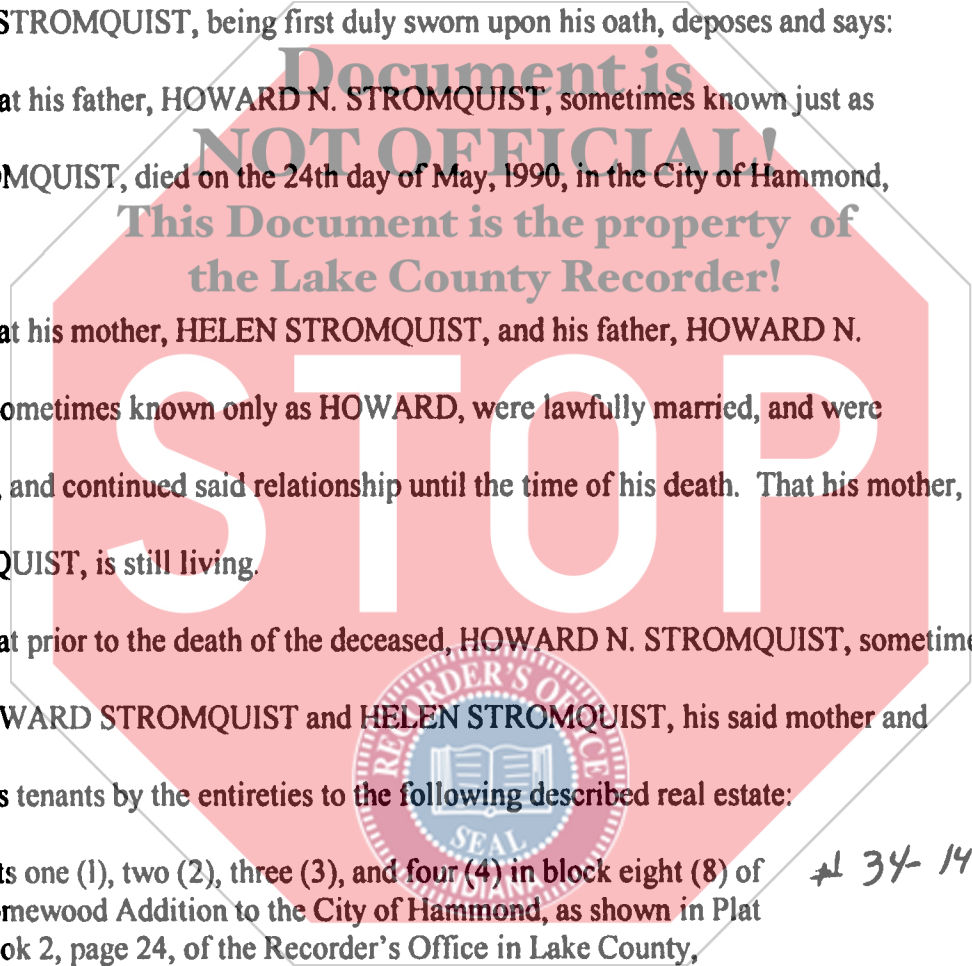 STROMQUIST, being first duly sworn upon his oath, deposes and says:
Document is
at his father, HOWARD N. STROMQUIST, sometimes known just as
NOT OFFICIAL!
MQUIST, died on the 24th day of May, 1990, in the City of Hammond,
This Document is the property of
the Lake County Recorder!
at his mother, HELEN STROMQUIST, and his father, HOWARD N.
STOP
ometimes known only as HOWARD, were lawfully married, and were
, and continued said relationship until the time of his death. That his mother,
QUIST, is still living.
at prior to the death of the deceased, HOWARD N. STROMQUIST, sometime
WARD STROMQUIST and HELEN STROMQUIST, his said mother and
s tenants by the entireties to the following described real estate:
RECORDER'S OFFICE
SEAL
INDIANA
ts one (1), two (2), three (3), and four (4) in block eight (8) of
34- 14
mewood Addition to the City of Hammond, as shown in Plat
ok 2, page 24, of the Recorder's Office in Lake County,